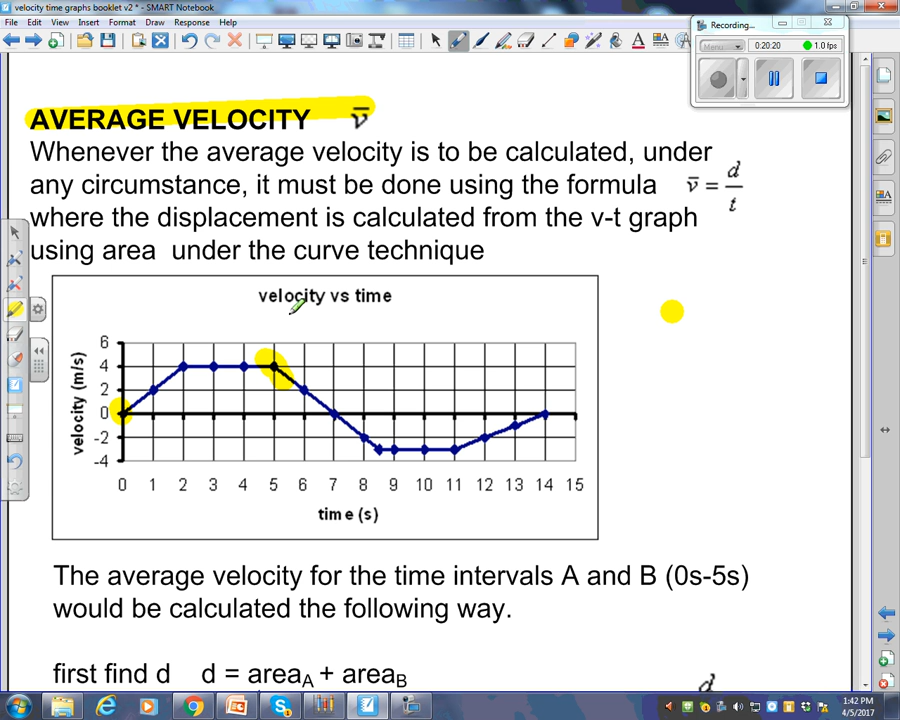 velocity time graphs booklet v2 * - SMART Notebook
File Edit View Insert Format Draw Response Help
Recording...
Menu
0:20:20 1.0 fps
AVERAGE VELOCITY v̄
Whenever the average velocity is to be calculated, under
any circumstance, it must be done using the formula v̄ = d/t
where the displacement is calculated from the v-t graph
using area under the curve technique
velocity vs time
velocity (m/s)
6
4
2
0
-2
-4
0 1 2 3 4 5 6 7 8 9 10 11 12 13 14 15
time (s)
The average velocity for the time intervals A and B (0s-5s)
would be calculated the following way.
first find d d = area_A + area_B
d
1:42 PM
4/5/2017